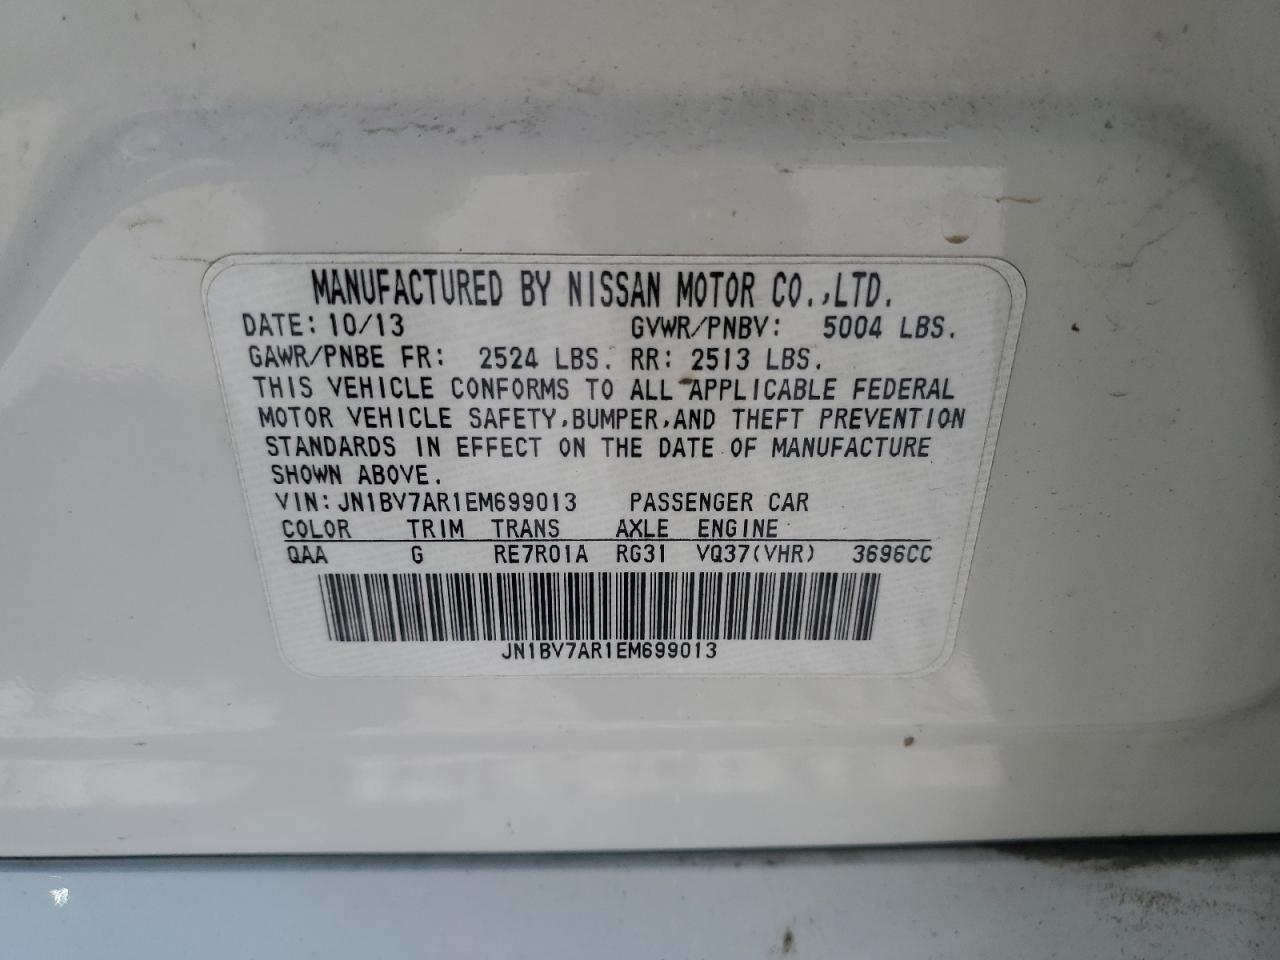 MANUFACTURED BY NISSAN MOTOR CO.,LTD.
DATE: 10/13 GVWR/PNBV: 5004 LBS.
GAWR/PNBE FR: 2524 LBS. RR: 2513 LBS.
THIS VEHICLE CONFORMS TO ALL APPLICABLE FEDERAL
MOTOR VEHICLE SAFETY,BUMPER,AND THEFT PREVENTION
STANDARDS IN EFFECT ON THE DATE OF MANUFACTURE
SHOWN ABOVE.
VIN: JN1BV7AR1EM699013 PASSENGER CAR
COLOR TRIM TRANS AXLE ENGINE
QAA G RE7R01A RG31 VQ37(VHR) 3696CC
JN1BV7AR1EM699013